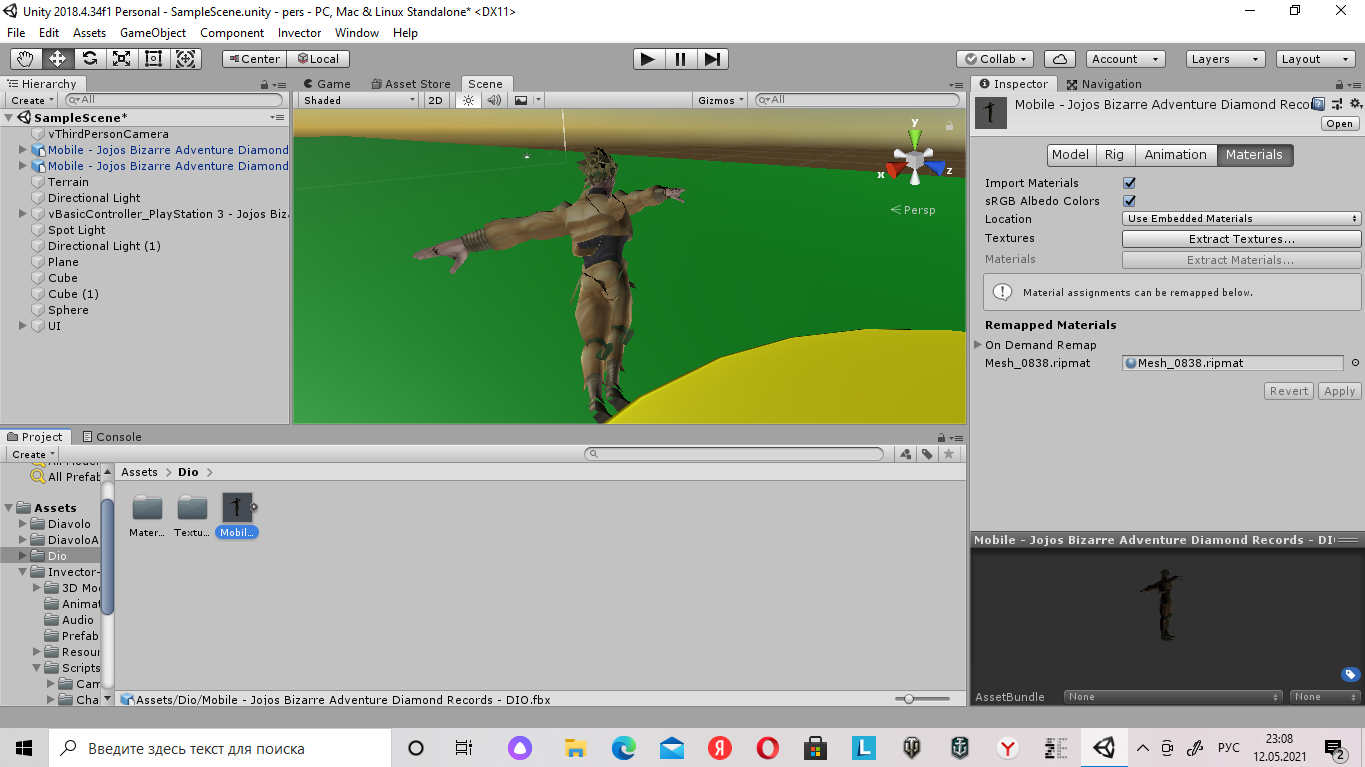 Unity 2018.4.34f1 Personal - SampleScene.unity - pers - PC, Mac & Linux Standalone* <DX11>
File Edit Assets GameObject Component Invector Window Help
Center Local Collab Account Layers Layout
Hierarchy Game Asset Store Scene Inspector Navigation
Create All Shaded 2D Gizmos All
Mobile - Jojos Bizarre Adventure Diamond Reco
Open
SampleScene*
vThirdPersonCamera
Mobile - Jojos Bizarre Adventure Diamond
Mobile - Jojos Bizarre Adventure Diamond
Terrain
Directional Light
vBasicController_PlayStation 3 - Jojos Biz
Spot Light
Directional Light (1)
Plane
Cube
Cube (1)
Sphere
UI
y
x
z
Persp
Model Rig Animation Materials
Import Materials
sRGB Albedo Colors
Location Use Embedded Materials
Textures Extract Textures...
Materials Extract Materials...
Material assignments can be remapped below.
Remapped Materials
On Demand Remap
Mesh_0838.ripmat Mesh_0838.ripmat
Revert Apply
Project Console
Create
All Prefab
Assets
Diavolo
DiavoloA
Dio
Invector-
3D Mo
Animat
Audio
Prefab
Resour
Scripts
Cam
Cha
Assets > Dio >
Mater... Textu... Mobil...
Assets/Dio/Mobile - Jojos Bizarre Adventure Diamond Records - DIO.fbx
Mobile - Jojos Bizarre Adventure Diamond Records - DI
AssetBundle None None
Введите здесь текст для поиска
РУС
23:08
12.05.2021
2